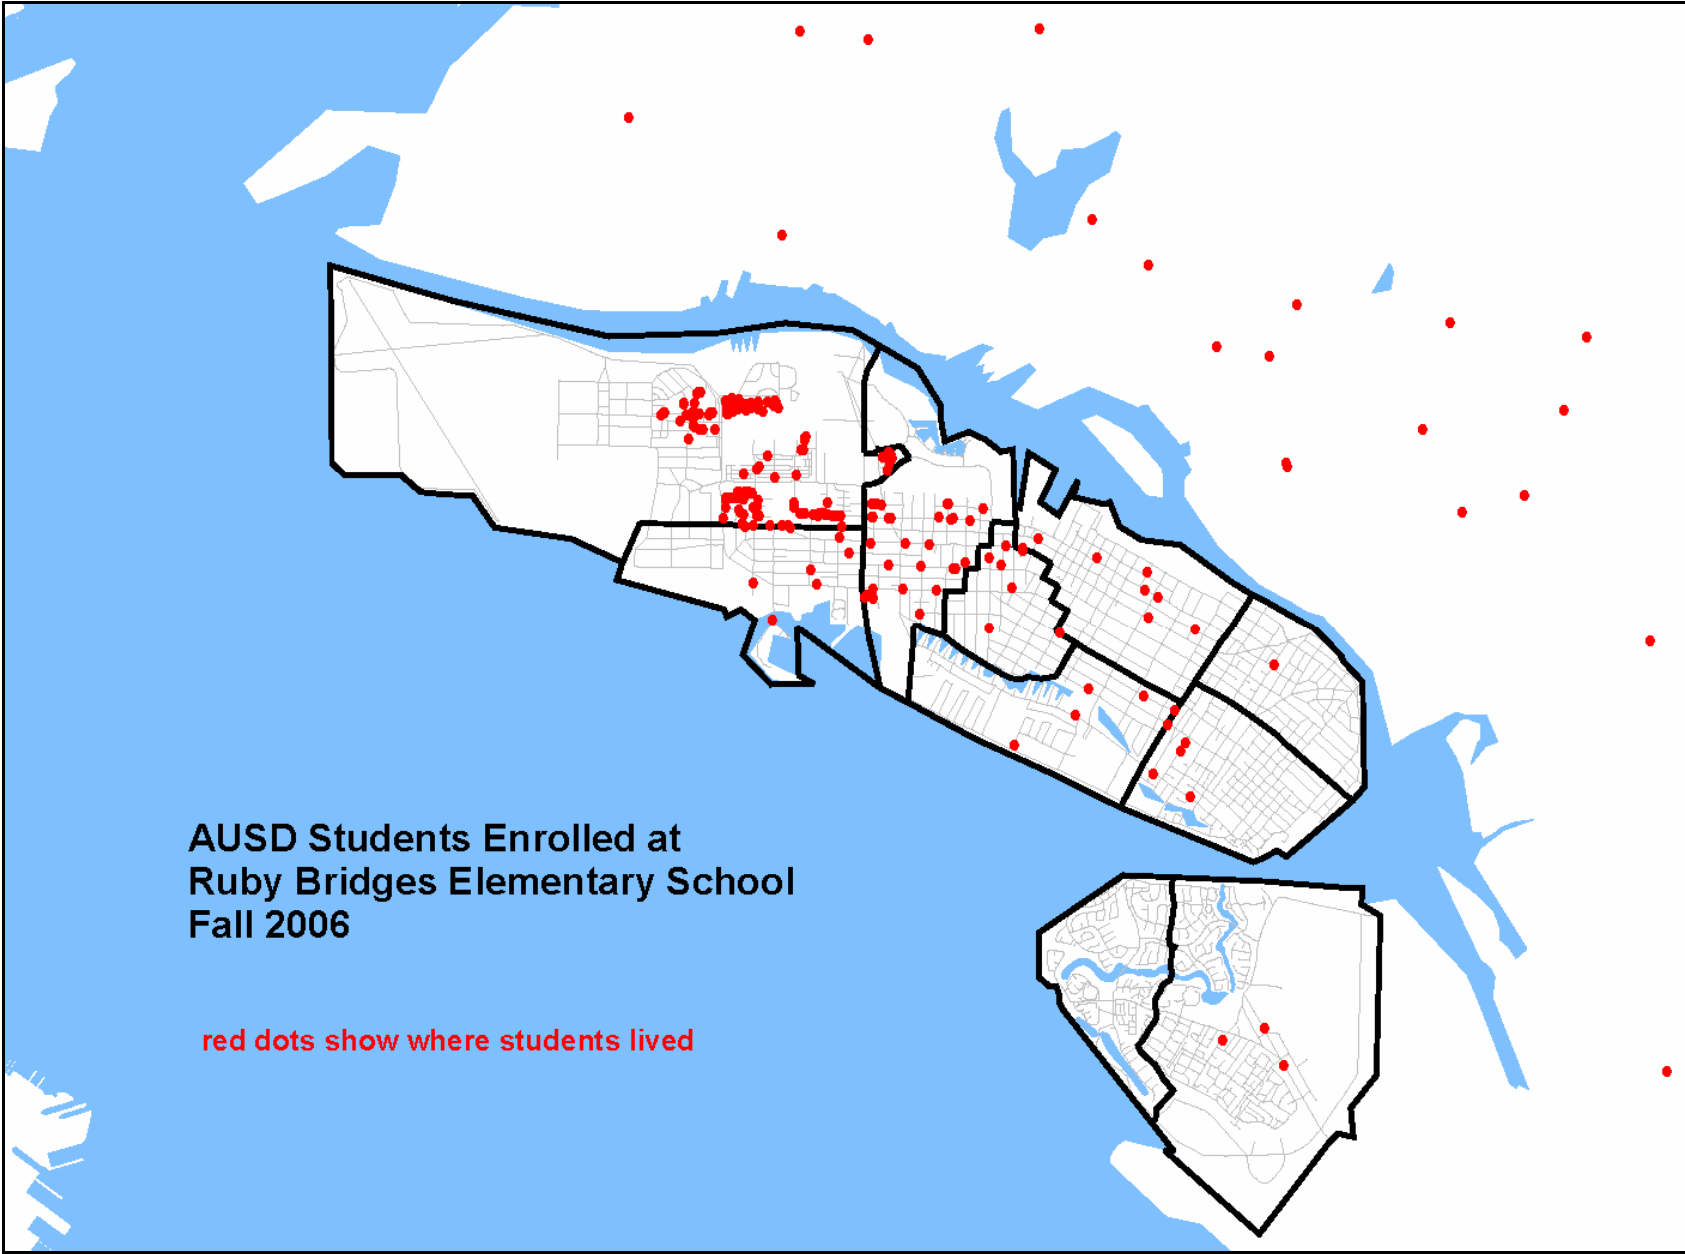 AUSD Students Enrolled at
Ruby Bridges Elementary School
Fall 2006
red dots show where students lived